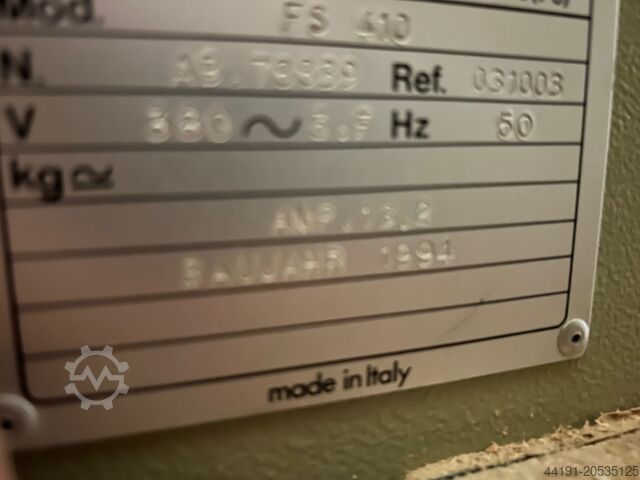 Mod. FS 410
N. AB.73339 Ref. 031003
V 380~3.F Hz 50
kg
AMP.13.2
BAUJAHR 1994
made in Italy
44191-20535125